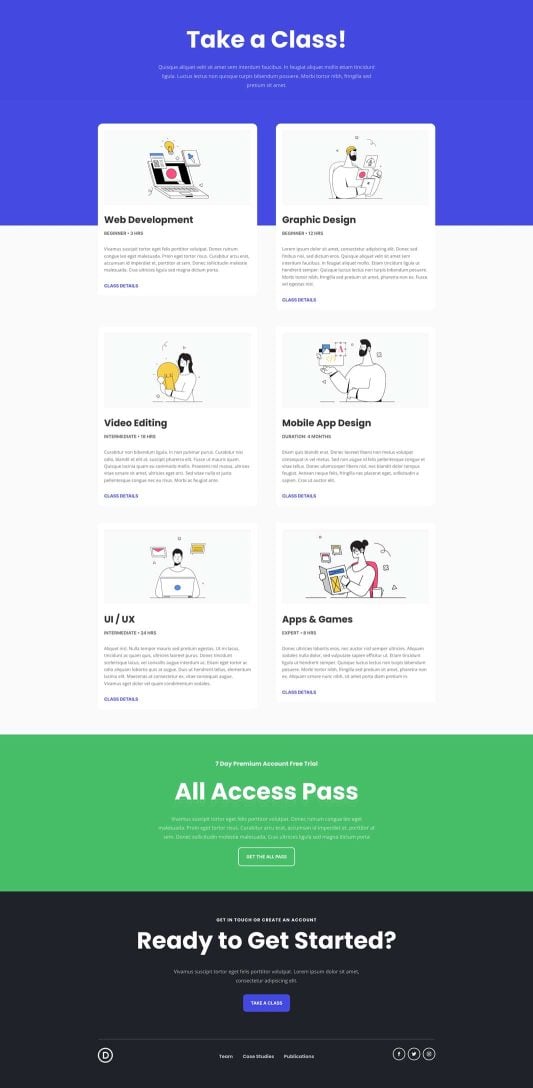 Take a Class!
Quisque aliquet velit sit amet sem interdum faucibus. In feugiat aliquet mollis etiam tincidunt
ligula. Luctus lectus non quisque turpis bibendum posuere. Morbi tortor nibh, fringilla sed
pretium sit amet.
Web Development
BEGINNER • 3 HRS
Vivamus suscipit tortor eget felis porttitor volutpat. Donec rutrum
congue leo eget malesuada. Proin eget tortor risus. Curabitur arcu erat,
accumsan id imperdiet et, porttitor at sem. Donec sollicitudin molestie
malesuada. Cras ultrices ligula sed magna dictum porta.
CLASS DETAILS
Graphic Design
BEGINNER • 12 HRS
Lorem ipsum dolor sit amet, consectetur adipiscing elit. Donec sed
finibus nisi, sed dictum eros. Quisque aliquet velit sit amet sem
interdum faucibus. In feugiat aliquet mollis. Etiam tincidunt ligula ut
hendrerit semper. Quisque luctus lectus non turpis bibendum posuere.
Morbi tortor nibh, fringilla sed pretium sit amet, pharetra non ex. Fusce
vel egestas nisl.
CLASS DETAILS
Video Editing
INTERMEDIATE • 16 HRS
Curabitur non bibendum ligula. In non pulvinar purus. Curabitur nisi
odio, blandit et elit at, suscipit pharetra elit. Fusce ut mauris quam.
Quisque lacinia quam eu commodo mollis. Praesent nisl massa, ultrices
vitae ornare sit amet, ultricies eget orci. Sed vitae nulla et justo
pellentesque congue nec eu risus. Morbi ac feugiat ante.
CLASS DETAILS
Mobile App Design
DURATION: 4 MONTHS
Etiam quis blandit erat. Donec laoreet libero non metus volutpat
consequat in vel metus. Sed non augue id felis pellentesque congue et
vitae tellus. Donec ullamcorper libero nisl, nec blandit dolor tempus
feugiat. Aenean neque felis, fringilla nec placerat eget, sollicitudin a
sapien. Cras ut auctor elit.
CLASS DETAILS
UI / UX
INTERMEDIATE • 24 HRS
Aliquet nisl. Nulla tempor mauris sed pretium egestas. Ut mi lacus,
tincidunt ac quam quis, ultricies laoreet purus. Donec tincidunt
scelerisque lacus, vel convallis augue interdum at. Etiam eget tortor ac
odio aliquam lobortis quis at augue. Duis ut hendrerit tellus, elementum
leo elit. Maecenas ut consectetur ex, vitae consequat augue.
Vivamus eget dolor vel quam condimentum sodales.
CLASS DETAILS
Apps & Games
EXPERT • 8 HRS
Donec ultricies lobortis eros, nec auctor nisl semper ultricies. Aliquam
sodales nulla dolor, sed vulputate sapien efficitur ut. Etiam tincidunt
ligula ut hendrerit semper. Quisque luctus lectus non turpis bibendum
posuere. Morbi tortor nibh, fringilla sed pretium sit amet, pharetra non
ex. Aliquam ornare nunc nibh. Ut amet porta diam pretium in.
CLASS DETAILS
7 Day Premium Account Free Trial
All Access Pass
Vivamus suscipit tortor eget felis porttitor volutpat. Donec rutrum congue leo eget
malesuada. Proin eget tortor risus. Curabitur arcu erat, accumsan id imperdiet et, porttitor at
sem. Donec sollicitudin molestie malesuada. Cras ultrices ligula sed magna dictum porta
GET THE ALL PASS
GET IN TOUCH OR CREATE AN ACCOUNT
Ready to Get Started?
Vivamus suscipit tortor eget felis porttitor volutpat. Lorem ipsum dolor sit amet,
consectetur adipiscing elit.
TAKE A CLASS
D
Team Case Studies Publications